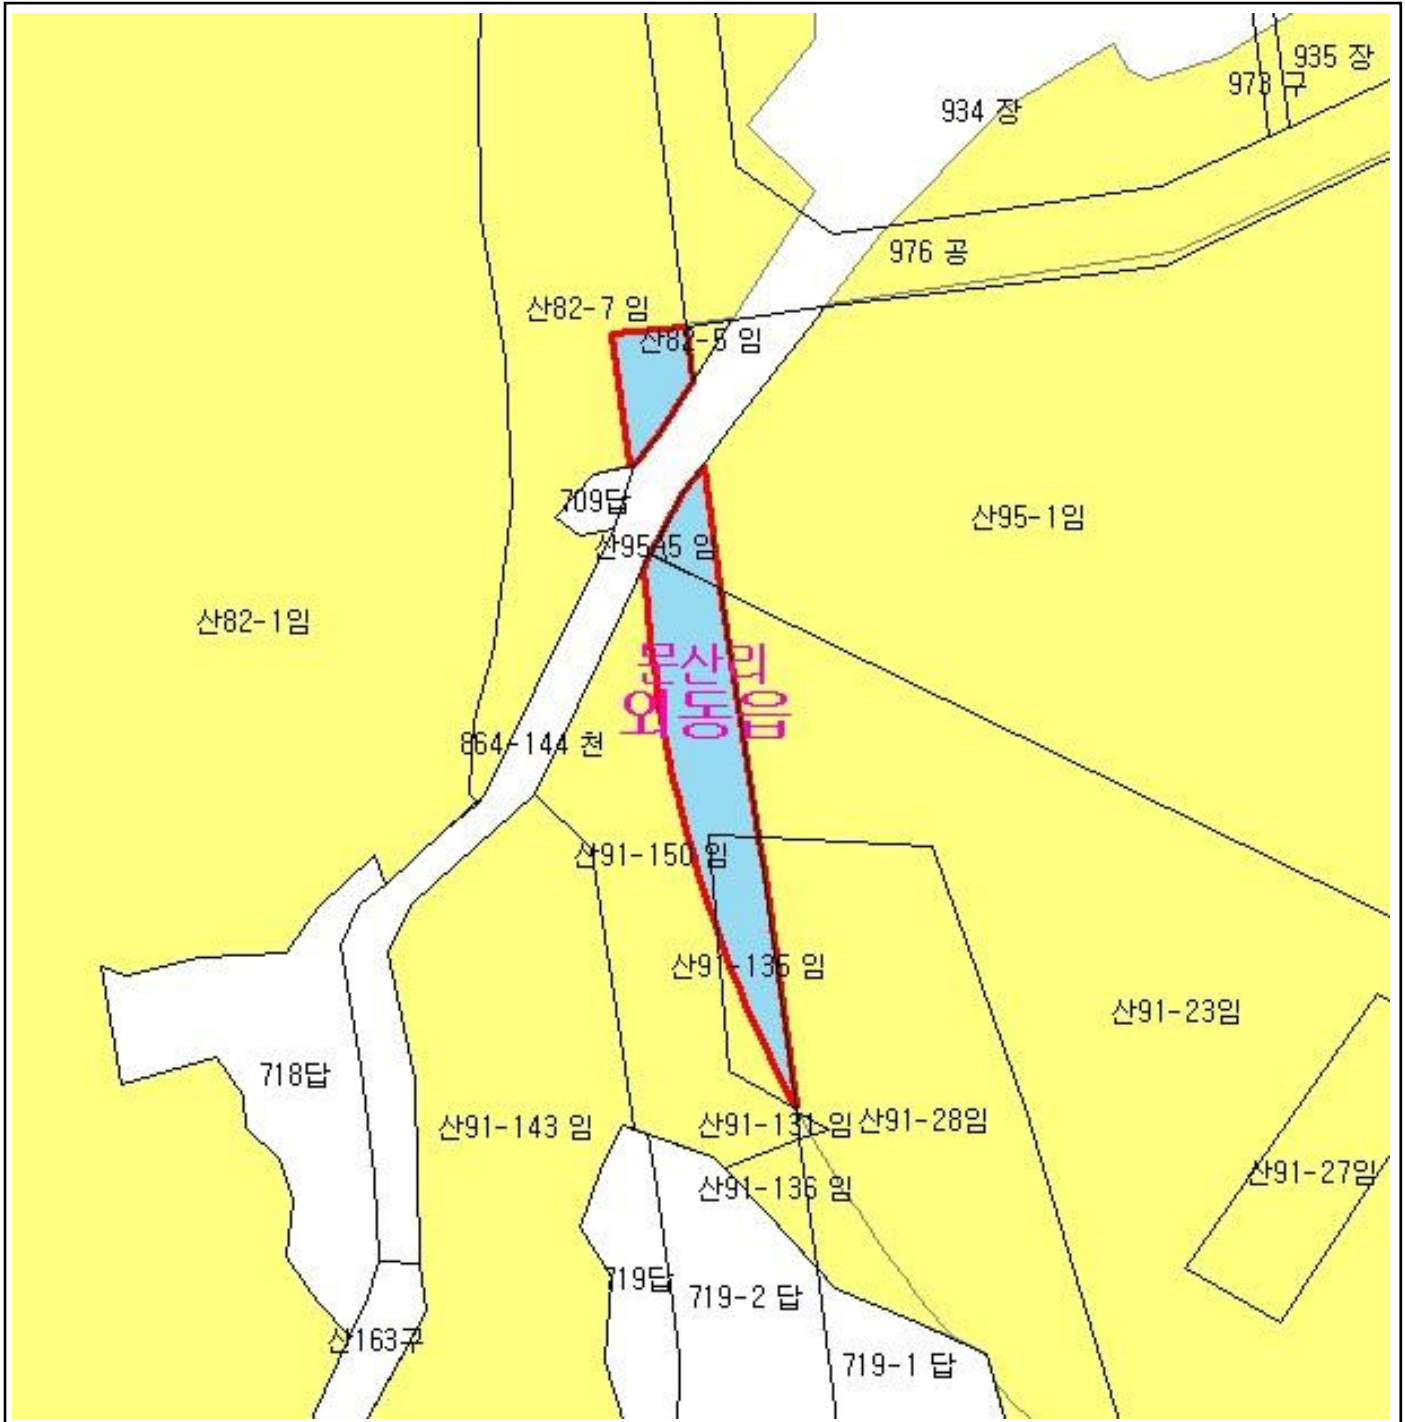 935 장
973 구
934 장
976 공
산82-7 임
산82-5 임
709답
산95-1임
산82-1임
문산리
외동읍
864-144 천
산91-150 임
산91-135 임
산91-23임
718답
산91-143 임
산91-131 임
산91-28임
산91-27임
산91-136 임
719답
719-2 답
산163구
719-1 답